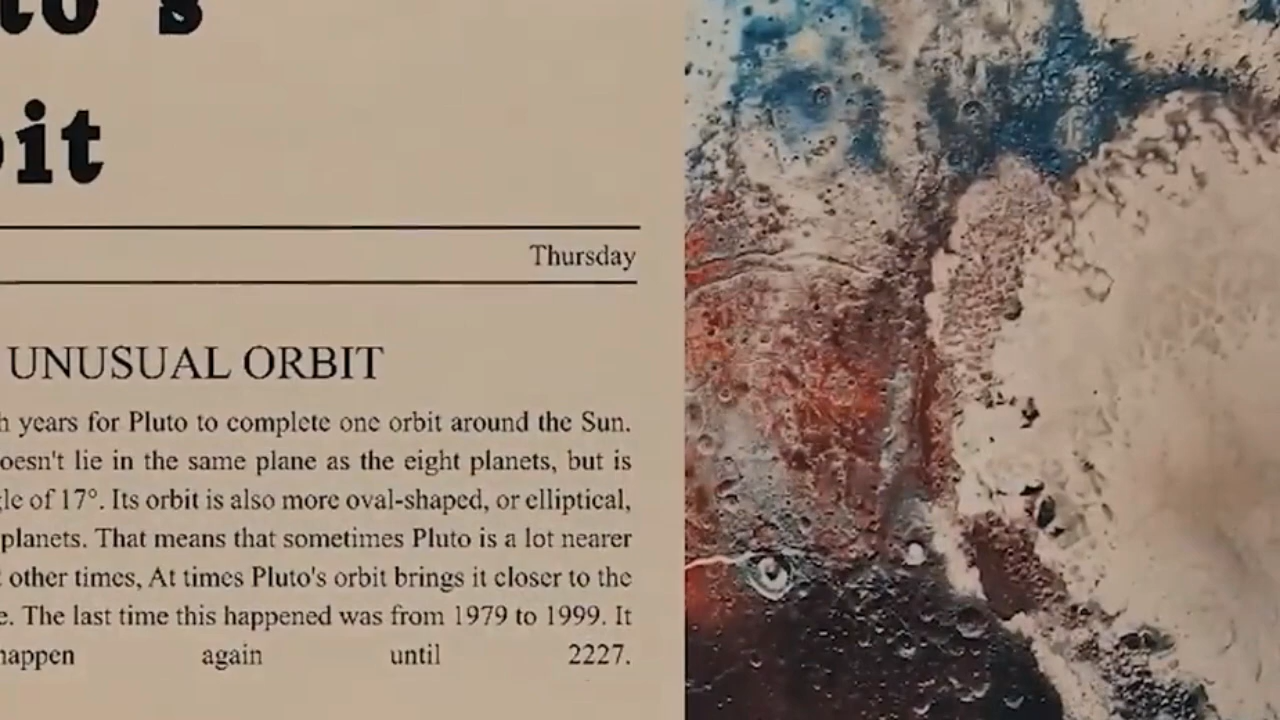 to's
bit
Thursday
UNUSUAL ORBIT
years for Pluto to complete one orbit around the Sun.
doesn't lie in the same plane as the eight planets, but is
of 17°. Its orbit is also more oval-shaped, or elliptical,
planets. That means that sometimes Pluto is a lot nearer
other times, At times Pluto's orbit brings it closer to the
The last time this happened was from 1979 to 1999. It
happen again until 2227.